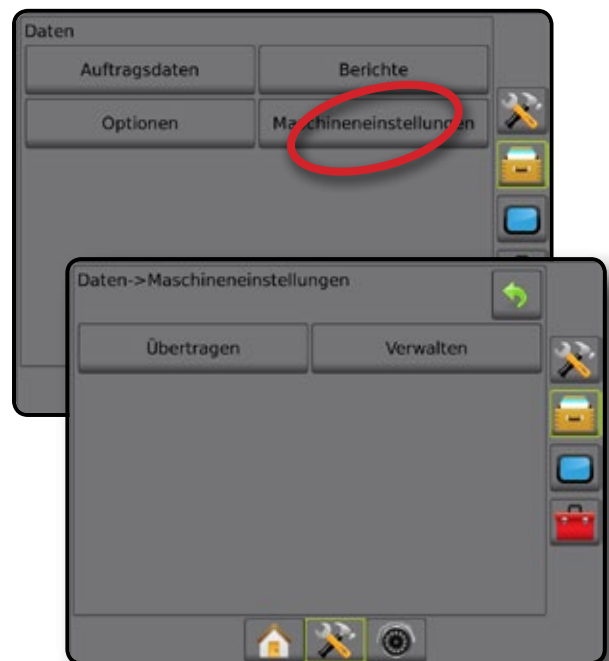 Daten
Auftragsdaten Berichte
Optionen Maschineneinstellungen
Daten->Maschineneinstellungen
Übertragen Verwalten